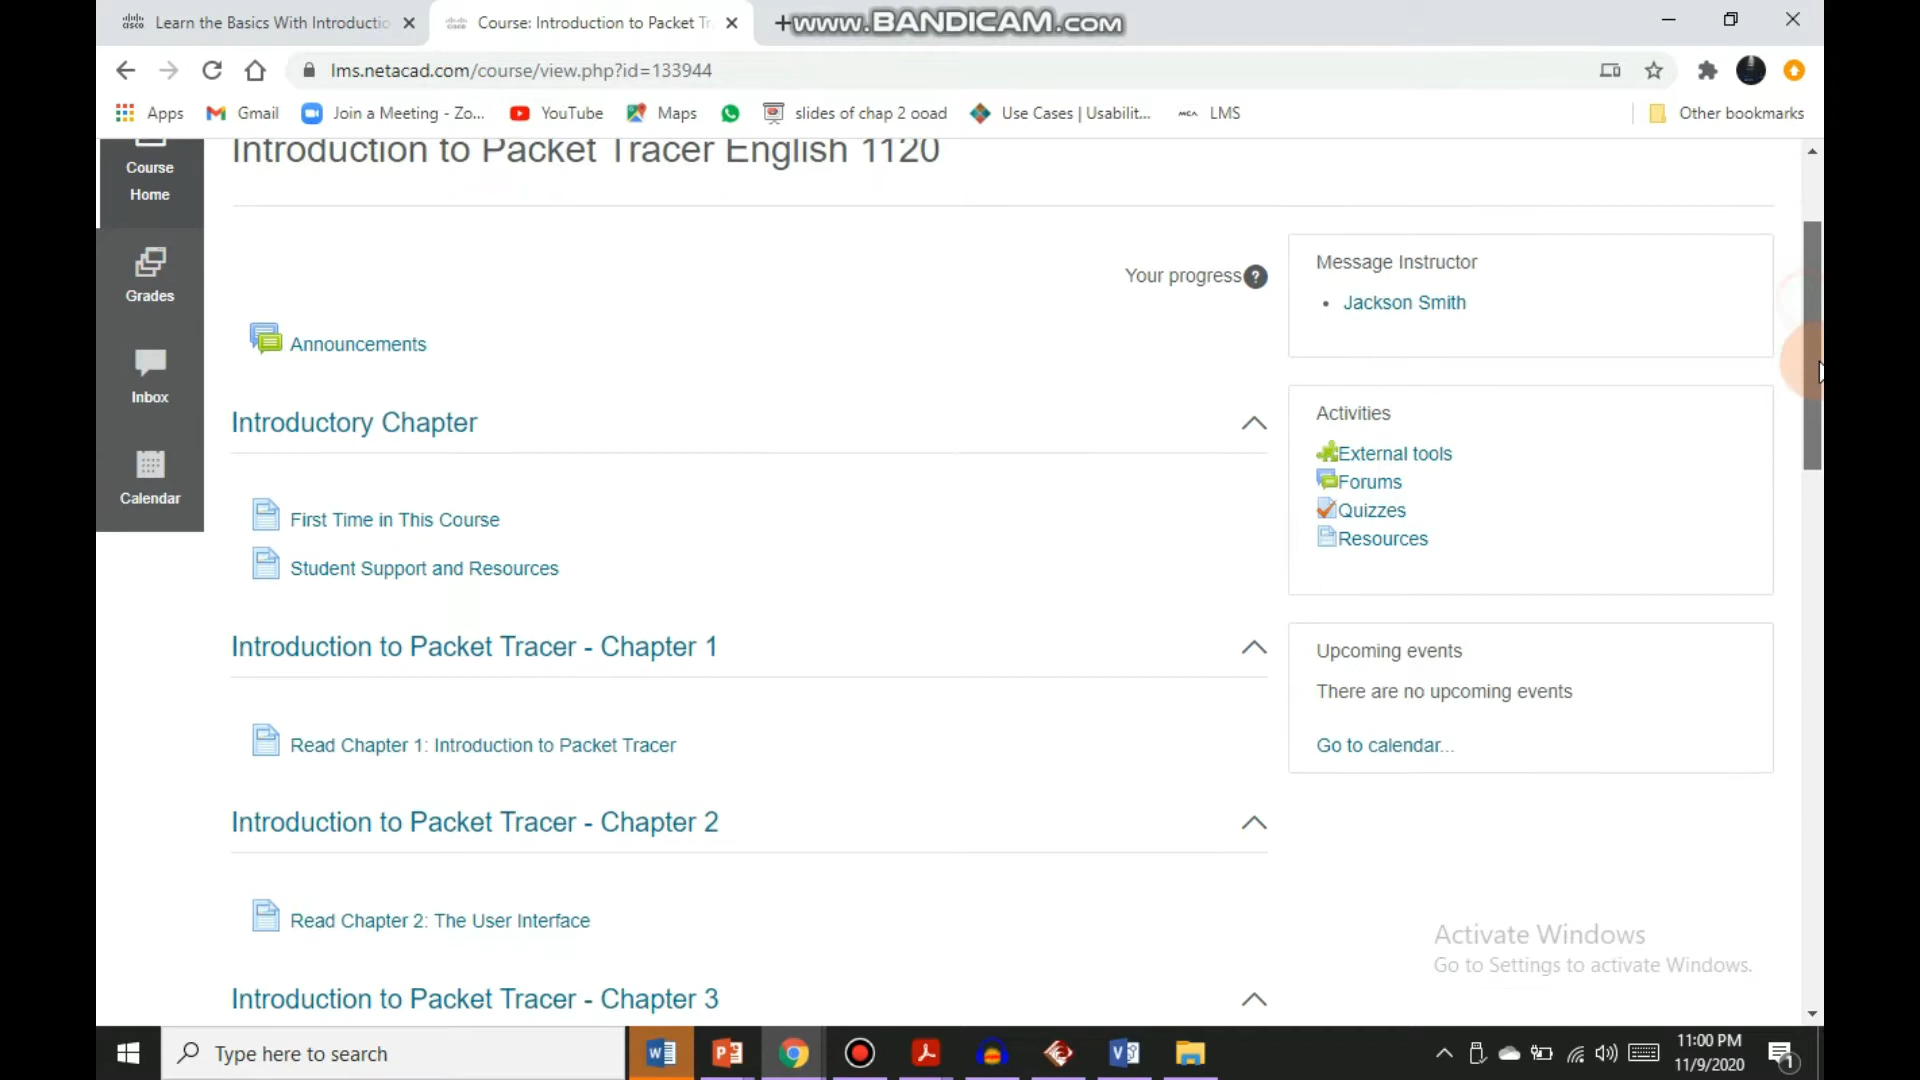 Learn the Basics With Introductio
Course: Introduction to Packet Tr
www.BANDICAM.com
lms.netacad.com/course/view.php?id=133944
Apps
Gmail
Join a Meeting - Zo...
YouTube
Maps
slides of chap 2 ooad
Use Cases | Usabilit...
LMS
Other bookmarks
Course
Home
Grades
Inbox
Calendar
Introduction to Packet Tracer English 1120
Your progress
Announcements
Introductory Chapter
First Time in This Course
Student Support and Resources
Introduction to Packet Tracer - Chapter 1
Read Chapter 1: Introduction to Packet Tracer
Introduction to Packet Tracer - Chapter 2
Read Chapter 2: The User Interface
Introduction to Packet Tracer - Chapter 3
Message Instructor
Jackson Smith
Activities
External tools
Forums
Quizzes
Resources
Upcoming events
There are no upcoming events
Go to calendar...
Activate Windows
Go to Settings to activate Windows.
Type here to search
11:00 PM
11/9/2020
1